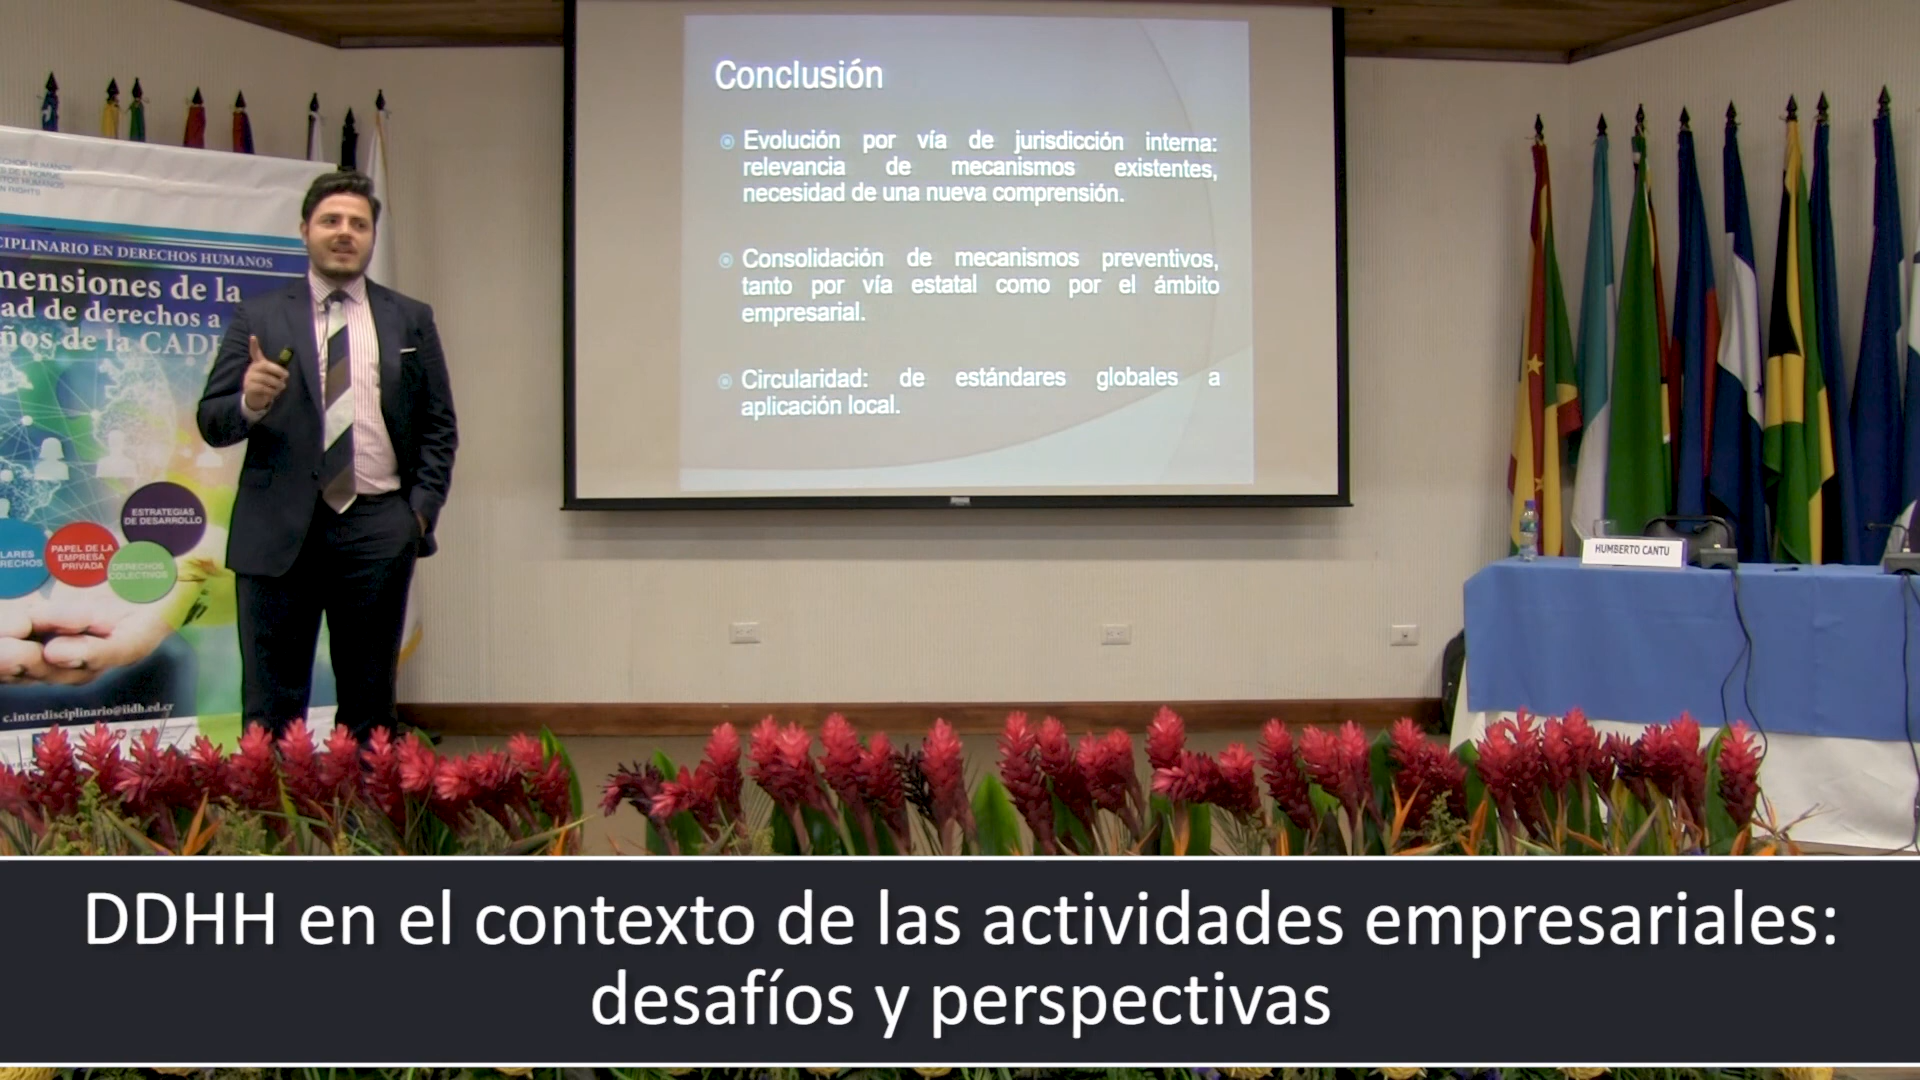 Conclusión
Evolución por vía de jurisdicción interna:
relevancia de mecanismos existentes,
necesidad de una nueva comprensión.
Consolidación de mecanismos preventivos,
tanto por vía estatal como por el ámbito
empresarial.
Circularidad: de estándares globales a
aplicación local.
CIPLINARIO EN DERECHOS HUMANOS
mensiones de la
ad de derechos a
ños de la CADH
ESTRATEGIAS
DE DESARROLLO
LARES
RECHOS
PAPEL DE LA
EMPRESA
PRIVADA
DERECHOS
COLECTIVOS
c.interdisciplinario@iidh.ed.cr
HUMBERTO CANTU
DDHH en el contexto de las actividades empresariales:
desafíos y perspectivas